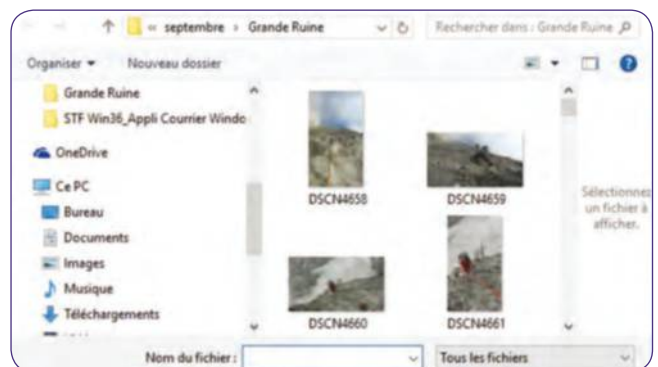 « septembre › Grande Ruine
Rechercher dans : Grande Ruine
Organiser
Nouveau dossier
Grande Ruine
STF Win36_Appli Courrier Windo
OneDrive
Ce PC
Bureau
Documents
Images
Musique
Téléchargements
DSCN4658
DSCN4659
DSCN4660
DSCN4661
Sélectionnez
un fichier à
afficher.
Nom du fichier :
Tous les fichiers